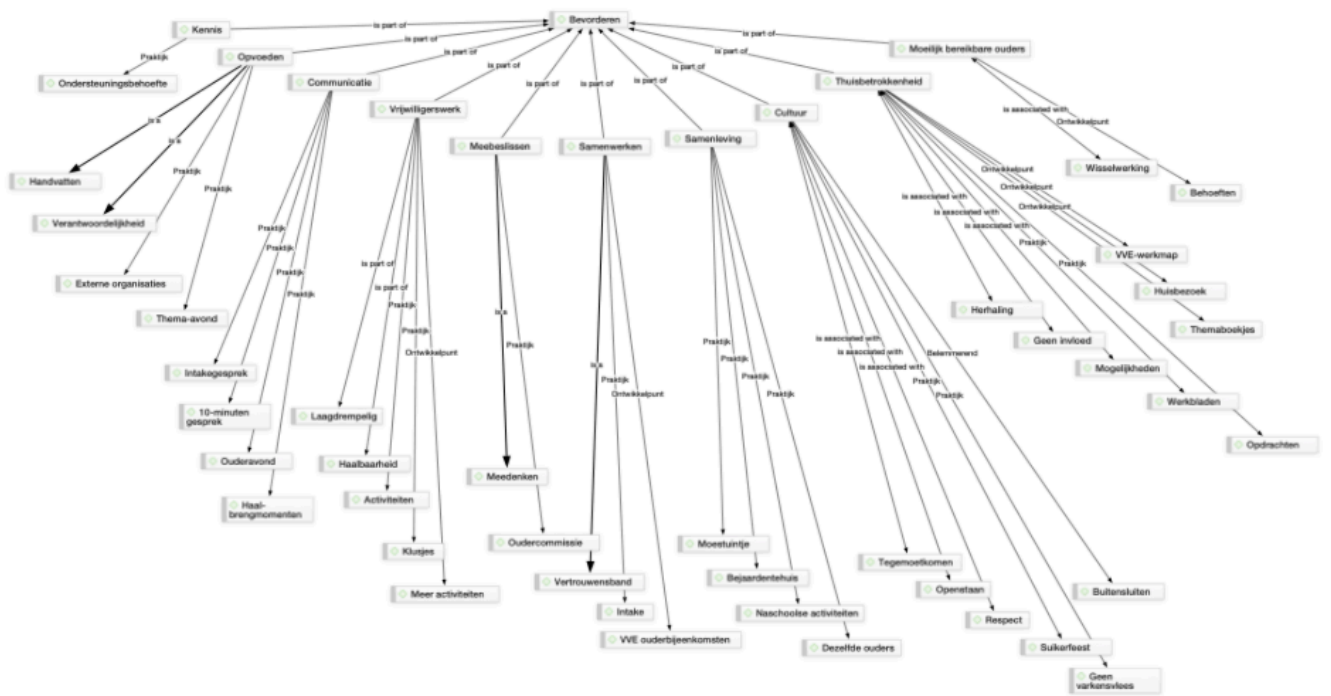 Bevorderen
Kennis
is part of
Opvoeden
is part of
Moeilijk bereikbare ouders
is part of
Praktijk
Ondersteuningsbehoefte
Communicatie
is part of
Thuisbetrokkenheid
is part of
Vrijwilligerswerk
is part of
Cultuur
is part of
Meebeslissen
is part of
Samenwerken
is part of
Samenleving
is part of
is a
is a
Praktijk
Praktijk
Handvatten
Verantwoordelijkheid
Externe organisaties
Thema-avond
Praktijk
Praktijk
Praktijk
Praktijk
Intakegesprek
10-minuten
gesprek
Ouderavond
Haal-
brengmomenten
is part of
is part of
Praktijk
Praktijk
Ontwikkelpunt
Laagdrempelig
Haalbaarheid
Activiteiten
Klusjes
Meer activiteiten
is a
Praktijk
Meedenken
Oudercommissie
is a
Praktijk
Ontwikkelpunt
Vertrouwensband
Intake
VVE ouderbijeenkomsten
Praktijk
Praktijk
Praktijk
Praktijk
Moestuintje
Bejaardentehuis
Naschoolse activiteiten
Dezelfde ouders
is associated with
is associated with
is associated with
Praktijk
Praktijk
Belemmerend
Tegemoetkomen
Openstaan
Respect
Suikerfeest
Geen
varkensvlees
Buitensluiten
is associated with
is associated with
is associated with
Praktijk
Praktijk
Ontwikkelpunt
Ontwikkelpunt
Ontwikkelpunt
Herhaling
Geen invloed
Mogelijkheden
Werkbladen
Opdrachten
VVE-werkmap
Huisbezoek
Themaboekjes
is associated with
Ontwikkelpunt
Wisselwerking
Behoeften